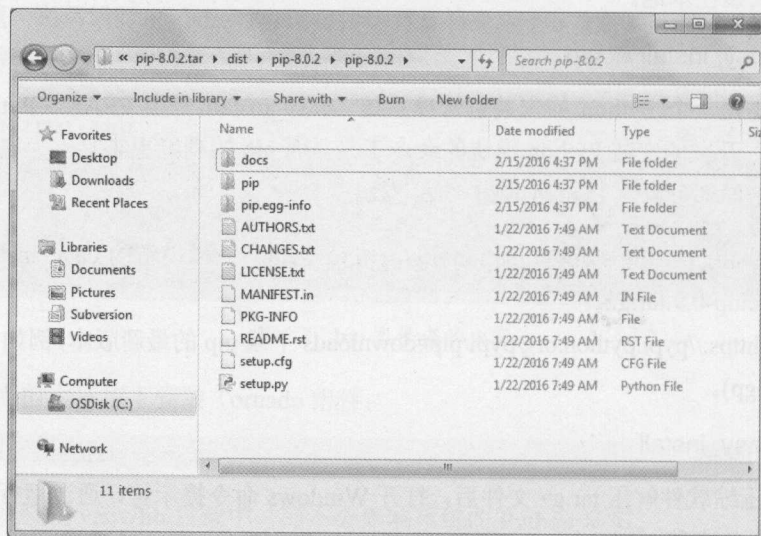 « pip-8.0.2.tar ▸ dist ▸ pip-8.0.2 ▸ pip-8.0.2 ▸
Search pip-8.0.2
Organize ▾ Include in library ▾ Share with ▾ Burn New folder
Name Date modified Type Siz
Favorites
Desktop
Downloads
Recent Places
Libraries
Documents
Pictures
Subversion
Videos
Computer
OSDisk (C:)
Network
docs 2/15/2016 4:37 PM File folder
pip 2/15/2016 4:37 PM File folder
pip.egg-info 2/15/2016 4:37 PM File folder
AUTHORS.txt 1/22/2016 7:49 AM Text Document
CHANGES.txt 1/22/2016 7:49 AM Text Document
LICENSE.txt 1/22/2016 7:49 AM Text Document
MANIFEST.in 1/22/2016 7:49 AM IN File
PKG-INFO 1/22/2016 7:49 AM File
README.rst 1/22/2016 7:49 AM RST File
setup.cfg 1/22/2016 7:49 AM CFG File
setup.py 1/22/2016 7:49 AM Python File
11 items